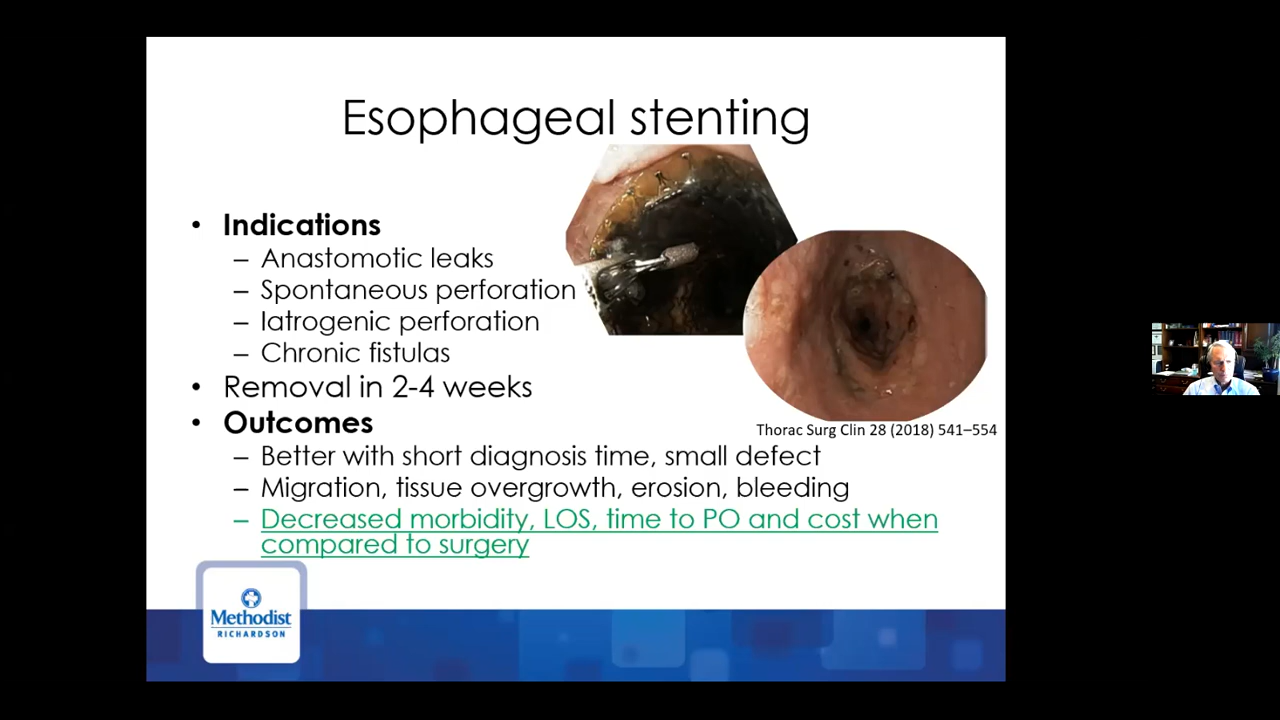 Esophageal stenting
• Indications
– Anastomotic leaks
– Spontaneous perforation
– Iatrogenic perforation
– Chronic fistulas
• Removal in 2-4 weeks
• Outcomes
Thorac Surg Clin 28 (2018) 541–554
– Better with short diagnosis time, small defect
– Migration, tissue overgrowth, erosion, bleeding
– Decreased morbidity, LOS, time to PO and cost when
compared to surgery
Methodist
RICHARDSON